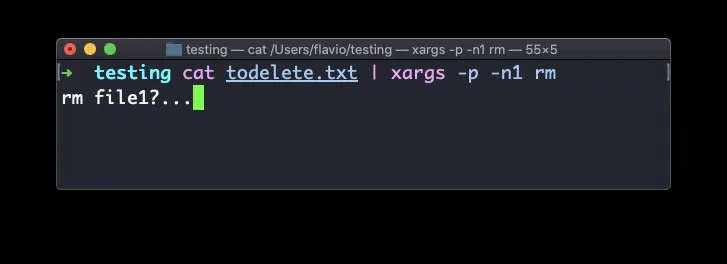 testing — cat /Users/flavio/testing — xargs -p -n1 rm — 55×5
➜ testing cat todelete.txt | xargs -p -n1 rm
rm file1?...